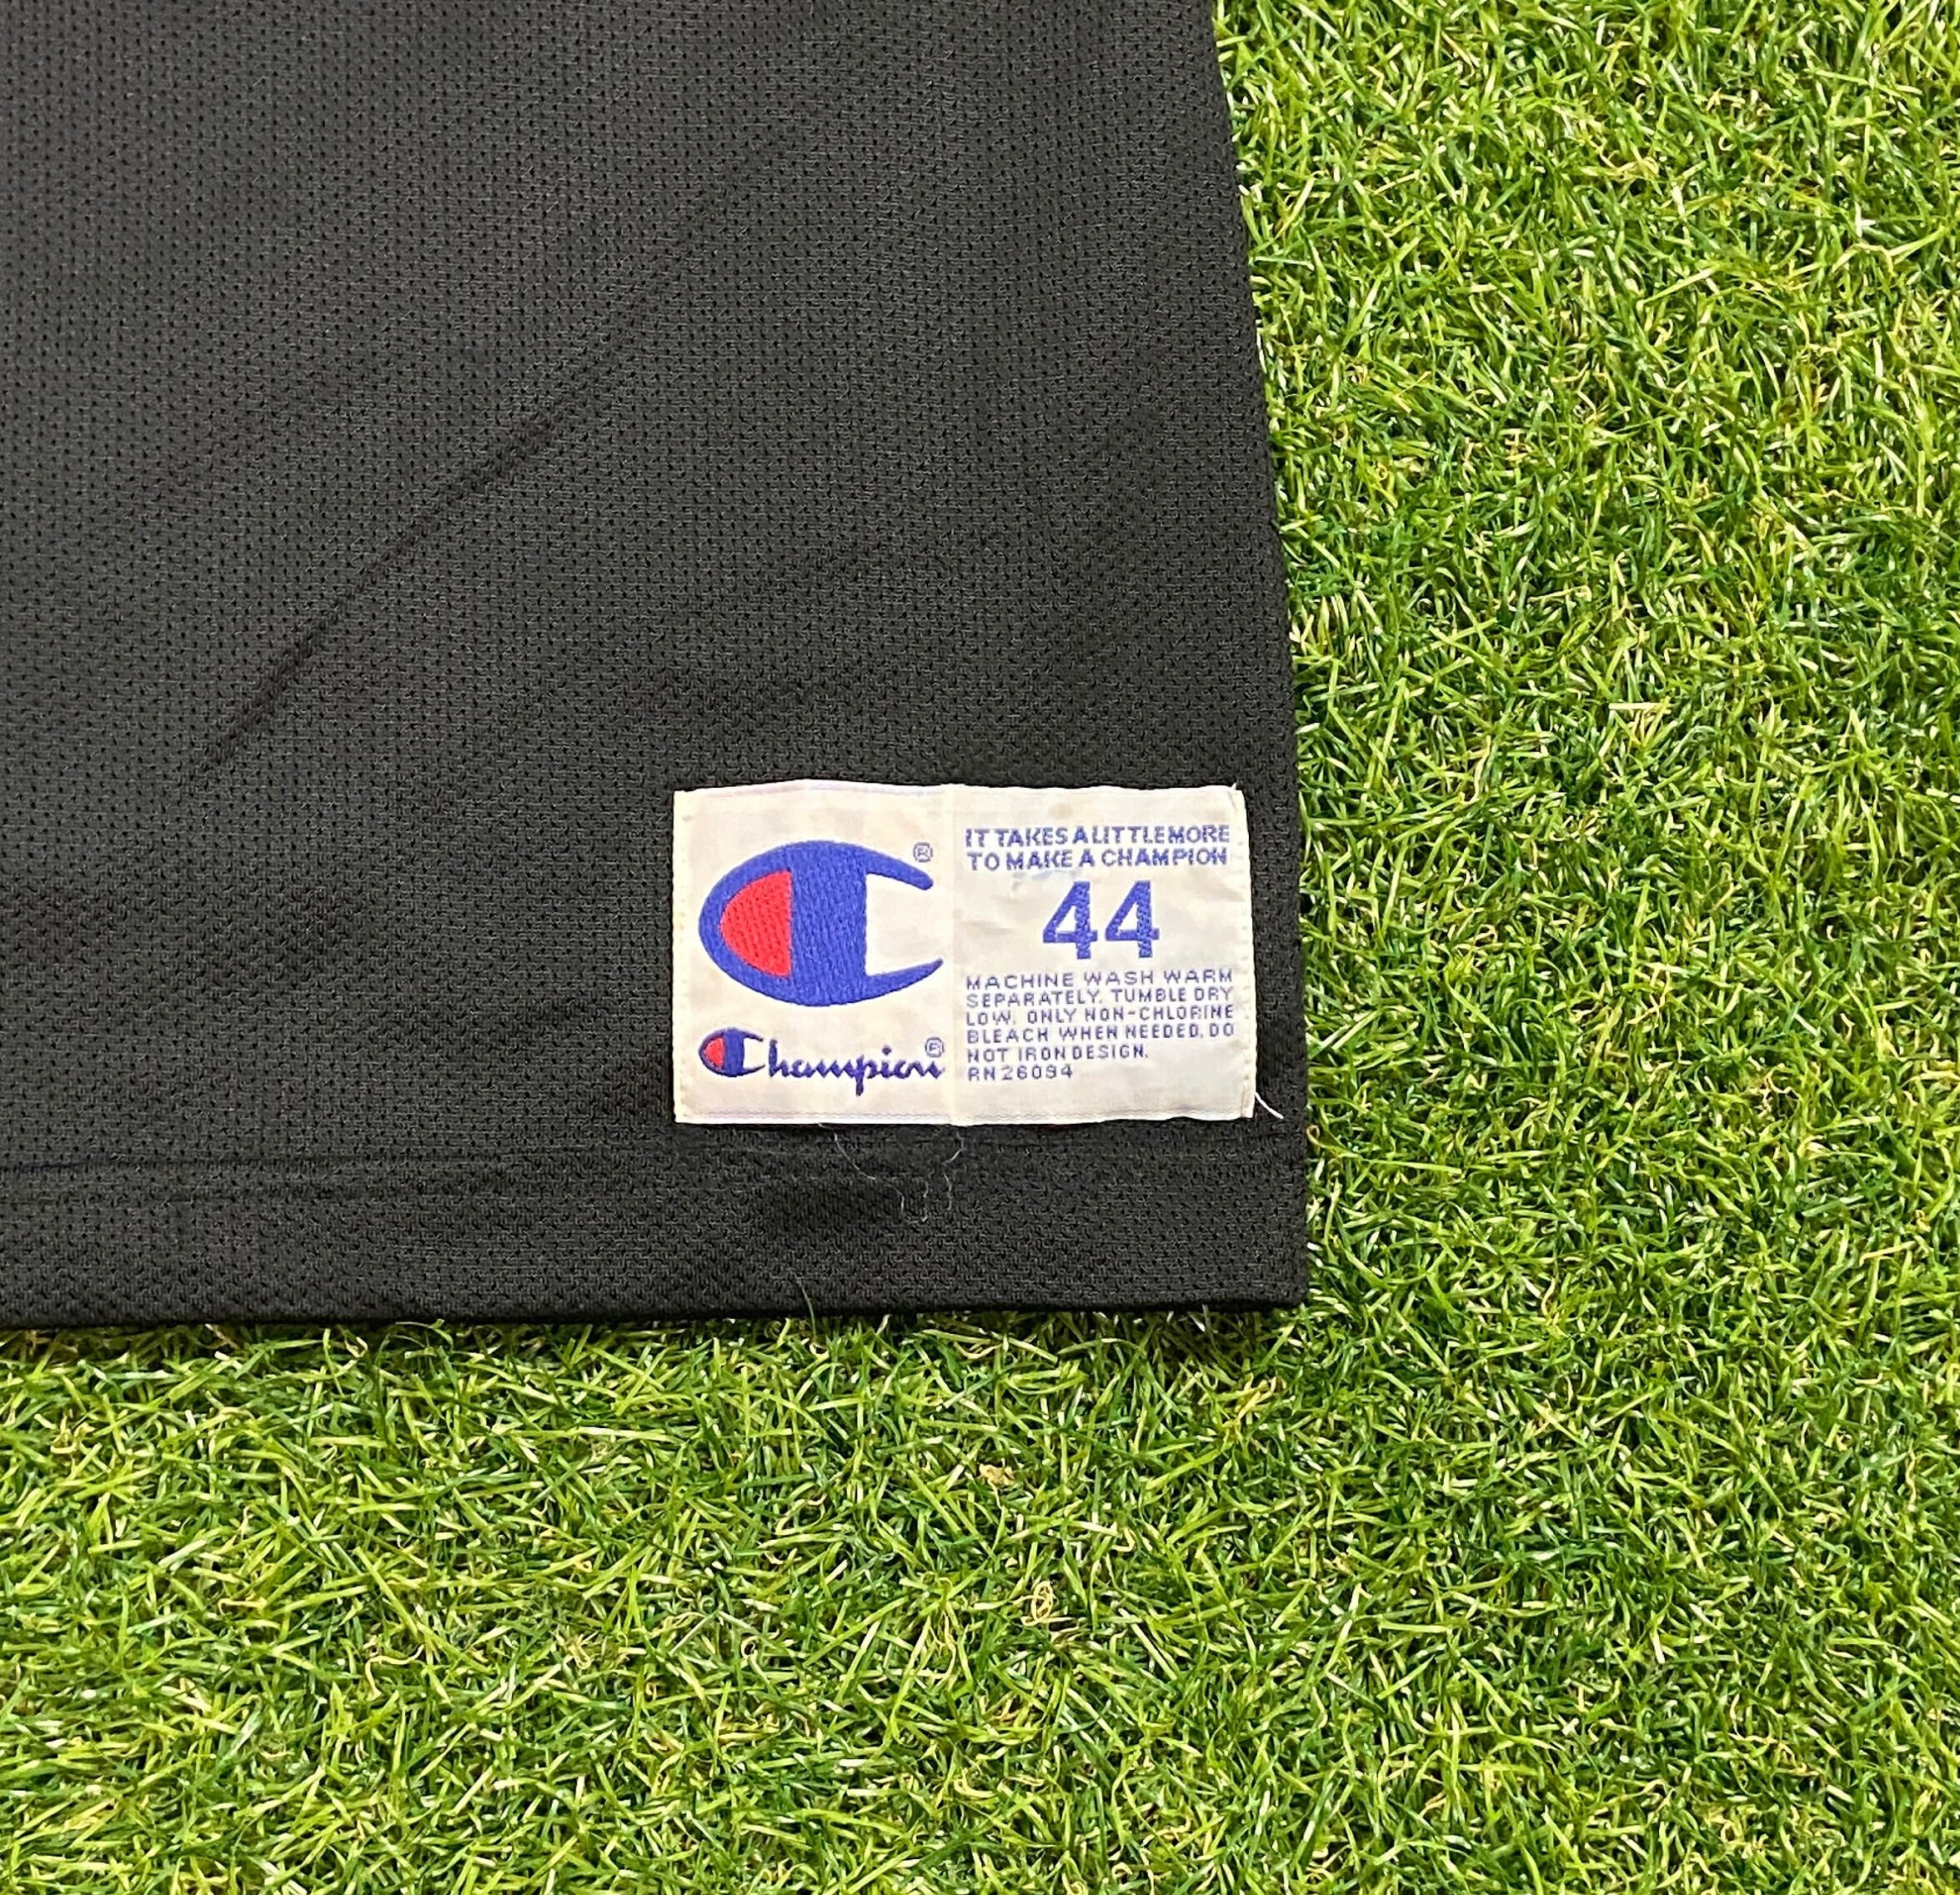 ®
Champion®
IT TAKES A LITTLE MORE
TO MAKE A CHAMPION
44
MACHINE WASH WARM
SEPARATELY. TUMBLE DRY
LOW. ONLY NON-CHLORINE
BLEACH WHEN NEEDED. DO
NOT IRON DESIGN.
RN26094